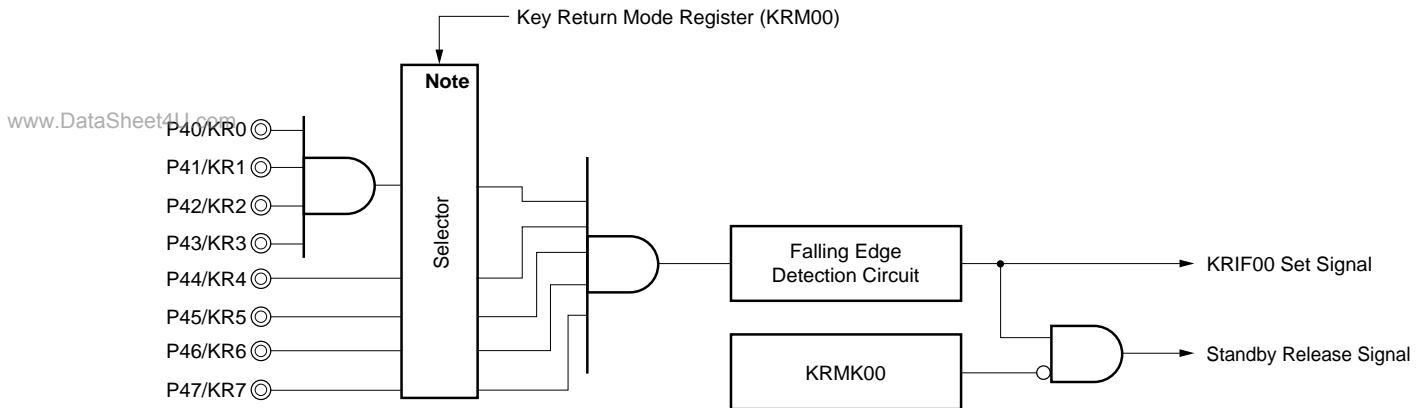 Key Return Mode Register (KRM00)
Note
www.DataSheet4U.com
P40/KR0
P41/KR1
P42/KR2
P43/KR3
P44/KR4
P45/KR5
P46/KR6
P47/KR7
Selector
Falling Edge
Detection Circuit
KRMK00
KRIF00 Set Signal
Standby Release Signal